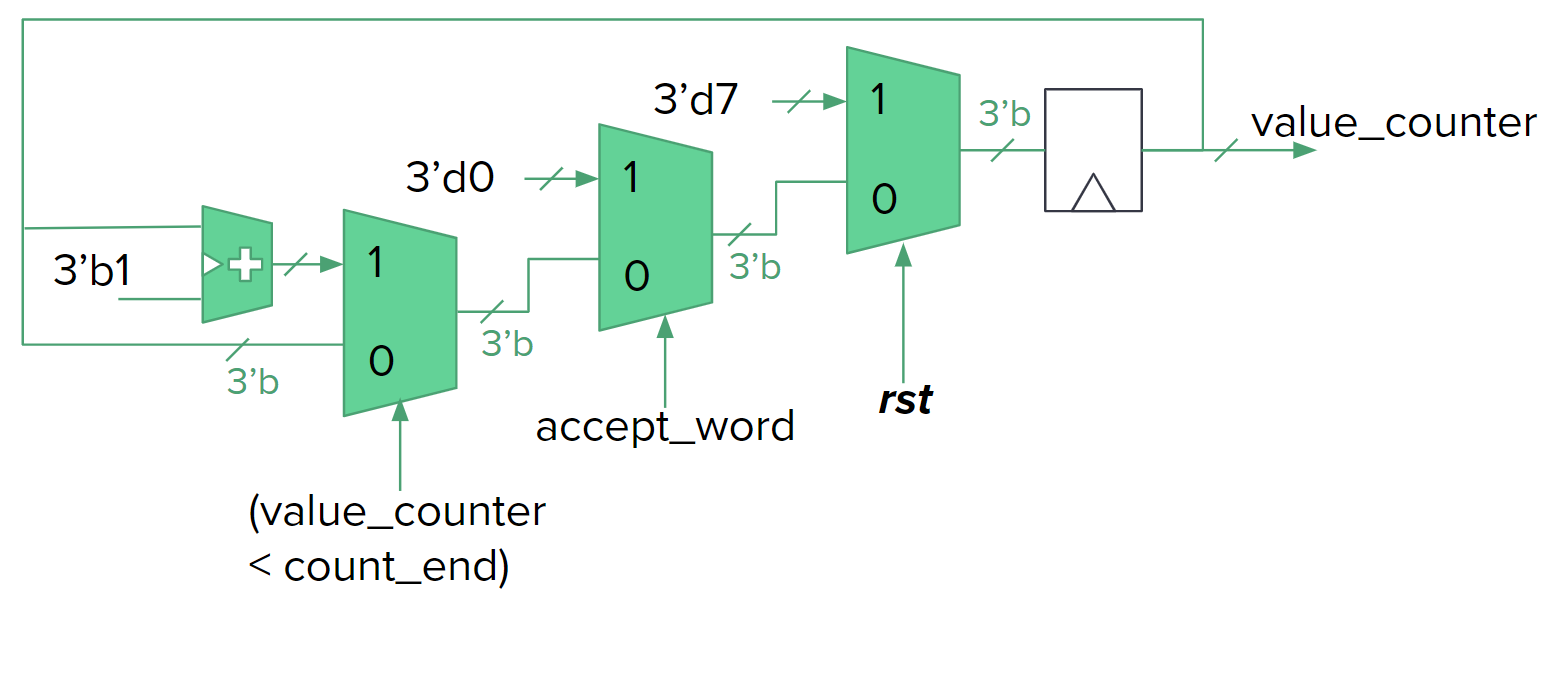 3’d7
1
3’b
value_counter
3’d0
1
0
3’b1
1
0
3’b
0
3’b
3’b
rst
accept_word
(value_counter
< count_end)